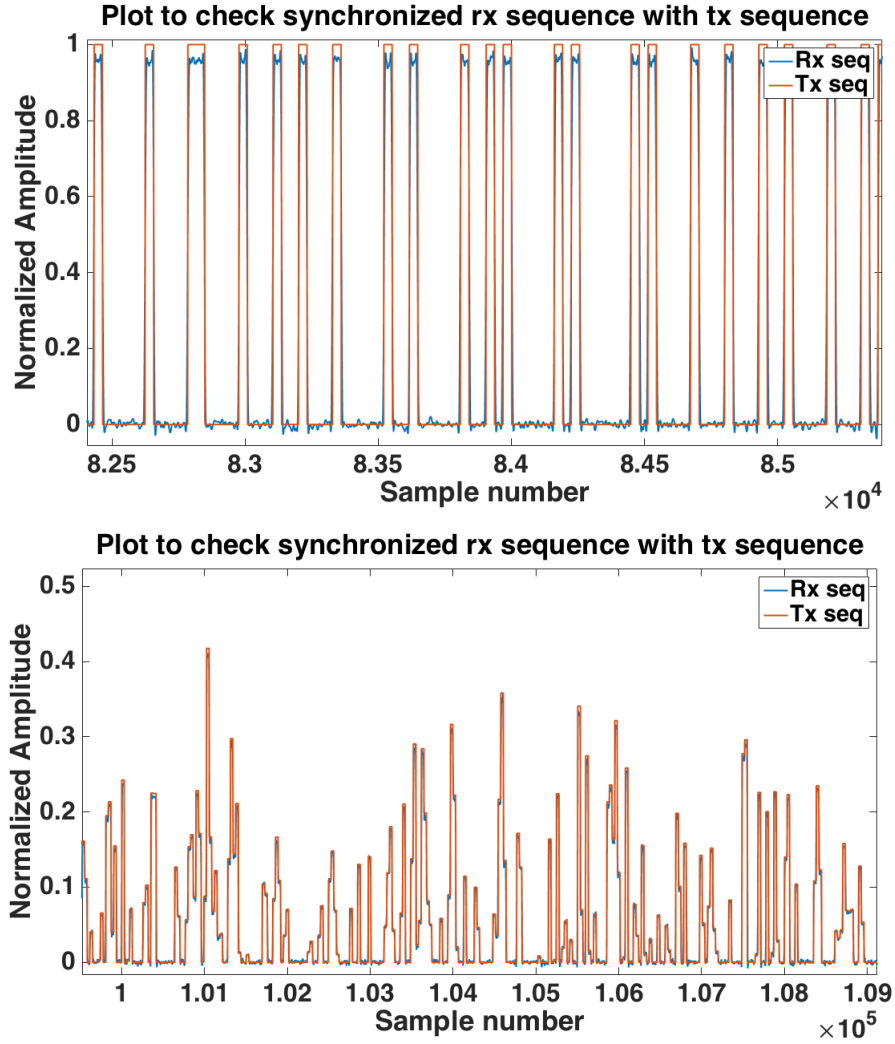 Plot to check synchronized rx sequence with tx sequence
1
0.8
0.6
0.4
0.2
0
Normalized Amplitude
Rx seq
Tx seq
8.25 8.3 8.35 8.4 8.45 8.5
Sample number
×10^4
Plot to check synchronized rx sequence with tx sequence
0.5
0.4
0.3
0.2
0.1
0
Normalized Amplitude
Rx seq
Tx seq
1 1.01 1.02 1.03 1.04 1.05 1.06 1.07 1.08 1.09
Sample number
×10^5